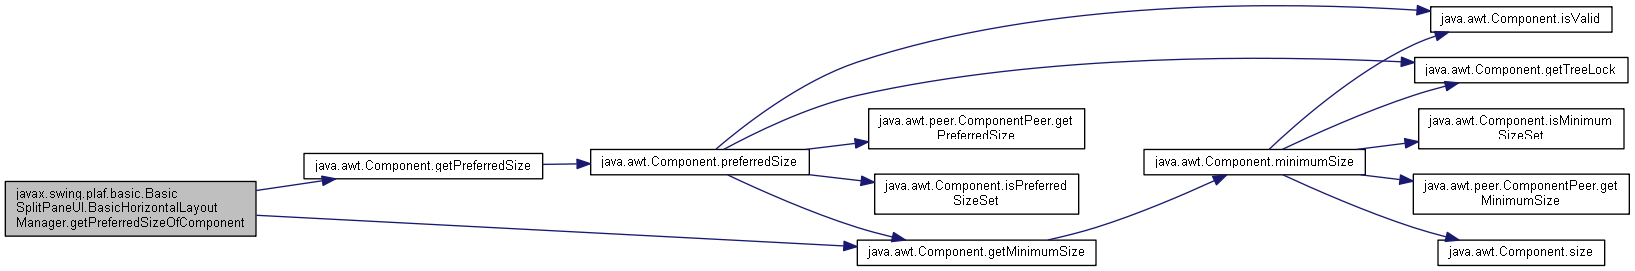 javax.swing.plaf.basic.Basic
SplitPaneUI.BasicHorizontalLayout
Manager.getPreferredSizeOfComponent
java.awt.Component.getPreferredSize
java.awt.Component.preferredSize
java.awt.peer.ComponentPeer.get
PreferredSize
java.awt.Component.isPreferred
SizeSet
java.awt.Component.getMinimumSize
java.awt.Component.minimumSize
java.awt.Component.isValid
java.awt.Component.getTreeLock
java.awt.Component.isMinimum
SizeSet
java.awt.peer.ComponentPeer.get
MinimumSize
java.awt.Component.size